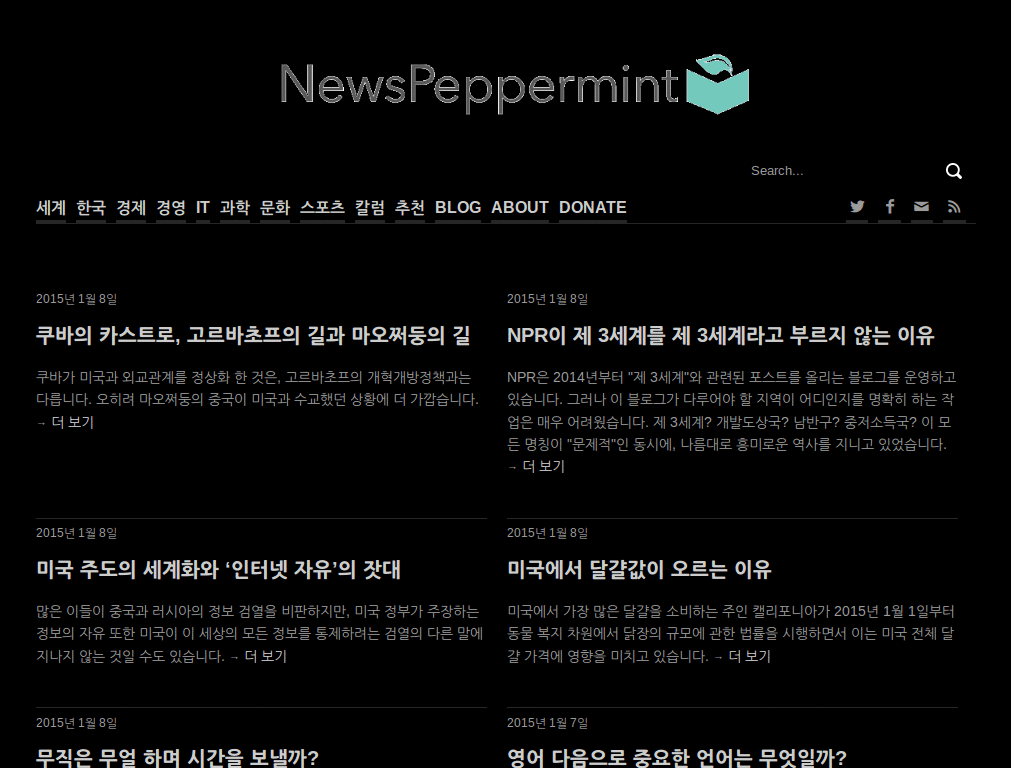 NewsPeppermint
Search...
세계 한국 경제 경영 IT 과학 문화 스포츠 칼럼 추천 BLOG ABOUT DONATE
2015년 1월 8일
쿠바의 카스트로, 고르바초프의 길과 마오쩌둥의 길
쿠바가 미국과 외교관계를 정상화 한 것은, 고르바초프의 개혁개방정책과는
다릅니다. 오히려 마오쩌둥의 중국이 미국과 수교했던 상황에 더 가깝습니다.
→ 더 보기
2015년 1월 8일
NPR이 제 3세계를 제 3세계라고 부르지 않는 이유
NPR은 2014년부터 "제 3세계"와 관련된 포스트를 올리는 블로그를 운영하고
있습니다. 그러나 이 블로그가 다루어야 할 지역이 어디인지를 명확히 하는 작
업은 매우 어려웠습니다. 제 3세계? 개발도상국? 남반구? 중저소득국? 이 모
든 명칭이 "문제적"인 동시에, 나름대로 흥미로운 역사를 지니고 있었습니다.
→ 더 보기
2015년 1월 8일
미국 주도의 세계화와 ‘인터넷 자유’의 잣대
많은 이들이 중국과 러시아의 정보 검열을 비판하지만, 미국 정부가 주장하는
정보의 자유 또한 미국이 이 세상의 모든 정보를 통제하려는 검열의 다른 말에
지나지 않는 것일 수도 있습니다. → 더 보기
2015년 1월 8일
미국에서 달걀값이 오르는 이유
미국에서 가장 많은 달걀을 소비하는 주인 캘리포니아가 2015년 1월 1일부터
동물 복지 차원에서 닭장의 규모에 관한 법률을 시행하면서 이는 미국 전체 달
걀 가격에 영향을 미치고 있습니다. → 더 보기
2015년 1월 8일
무직은 무얼 하며 시간을 보낼까?
2015년 1월 7일
영어 다음으로 중요한 언어는 무엇일까?